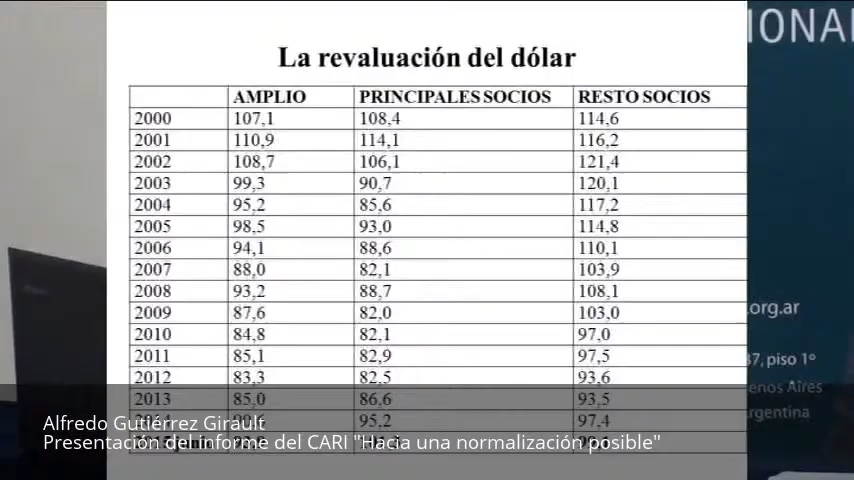 IONAL
La revaluación del dólar
AMPLIO PRINCIPALES SOCIOS RESTO SOCIOS
2000 107,1 108,4 114,6
2001 110,9 114,1 116,2
2002 108,7 106,1 121,4
2003 99,3 90,7 120,1
2004 95,2 85,6 117,2
2005 98,5 93,0 114,8
2006 94,1 88,6 110,1
2007 88,0 82,1 103,9
2008 93,2 88,7 108,1
2009 87,6 82,0 103,0
2010 84,8 82,1 97,0
2011 85,1 82,9 97,5
2012 83,3 82,5 93,6
2013 85,0 86,6 93,5
95,2 97,4
.org.ar
37, piso 1º
enos Aires
rgentina
Alfredo Gutiérrez Girault
Presentación del informe del CARI "Hacia una normalización posible"